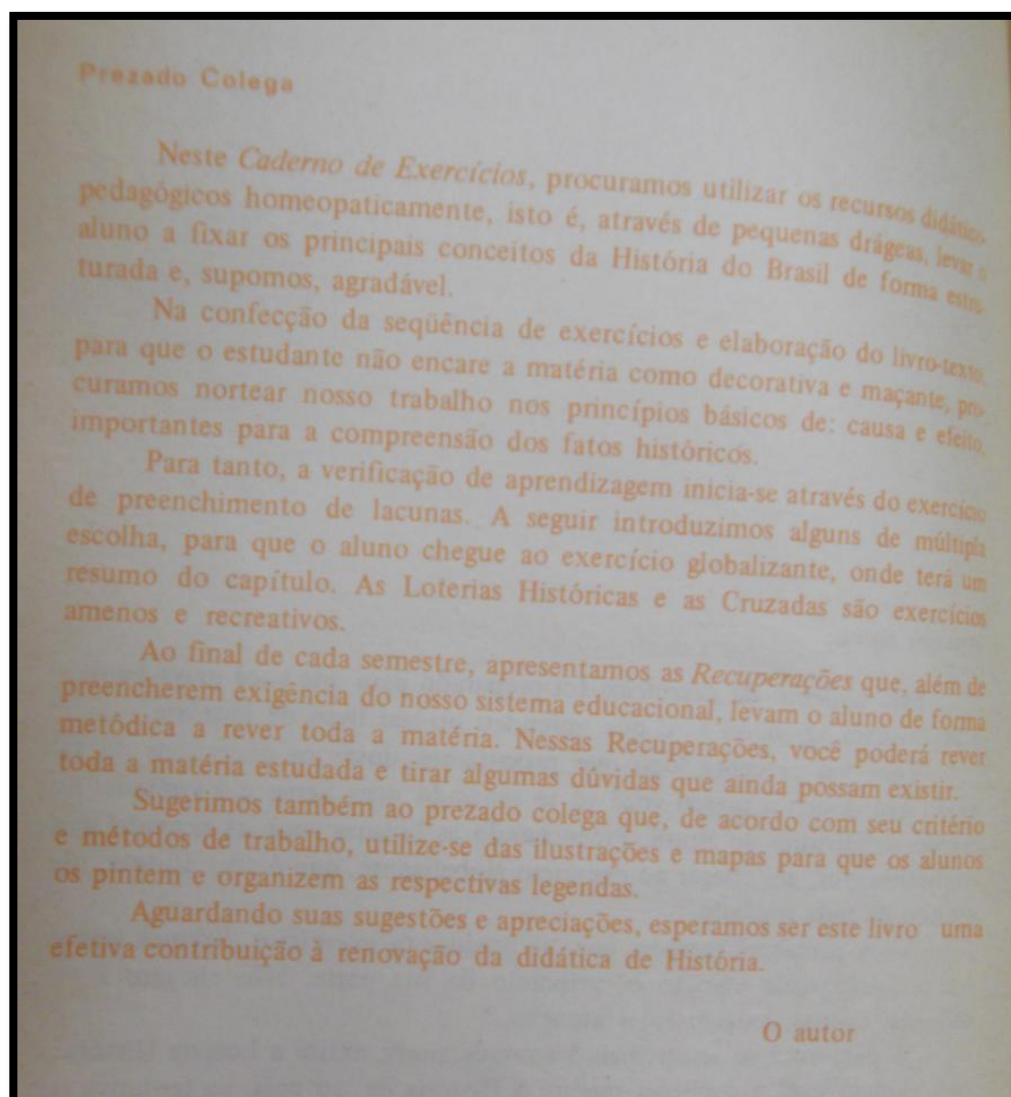 Prezado Colega
Neste Caderno de Exercícios, procuramos utilizar os recursos didático-
pedagógicos homeopaticamente, isto é, através de pequenas drágeas, levar o
aluno a fixar os principais conceitos da História do Brasil de forma estru-
turada e, supomos, agradável.
Na confecção da seqüência de exercícios e elaboração do livro-texto,
para que o estudante não encare a matéria como decorativa e maçante, pro-
curamos nortear nosso trabalho nos princípios básicos de: causa e efeito,
importantes para a compreensão dos fatos históricos.
Para tanto, a verificação de aprendizagem inicia-se através do exercício
de preenchimento de lacunas. A seguir introduzimos alguns de múltipla
escolha, para que o aluno chegue ao exercício globalizante, onde terá um
resumo do capítulo. As Loterias Históricas e as Cruzadas são exercícios
amenos e recreativos.
Ao final de cada semestre, apresentamos as Recuperações que, além de
preencherem exigência do nosso sistema educacional, levam o aluno de forma
metódica a rever toda a matéria. Nessas Recuperações, você poderá rever
toda a matéria estudada e tirar algumas dúvidas que ainda possam existir.
Sugerimos também ao prezado colega que, de acordo com seu critério
e métodos de trabalho, utilize-se das ilustrações e mapas para que os alunos
os pintem e organizem as respectivas legendas.
Aguardando suas sugestões e apreciações, esperamos ser este livro uma
efetiva contribuição à renovação da didática de História.
O autor